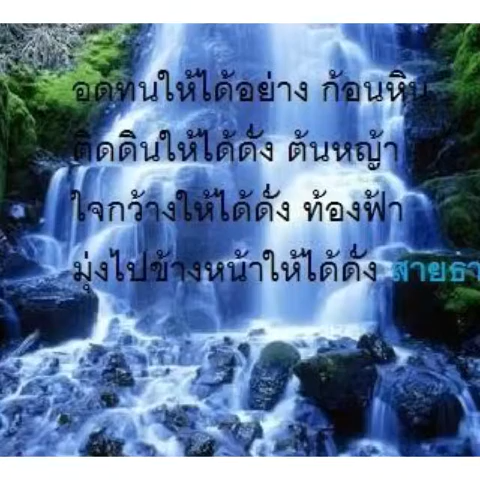 อดทนให้ได้อย่าง ก้อนหิน
ติดดินให้ได้ดั่ง ต้นหญ้า
ใจกว้างให้ได้ดั่ง ท้องฟ้า
มุ่งไปข้างหน้าให้ได้ดั่ง สายธา